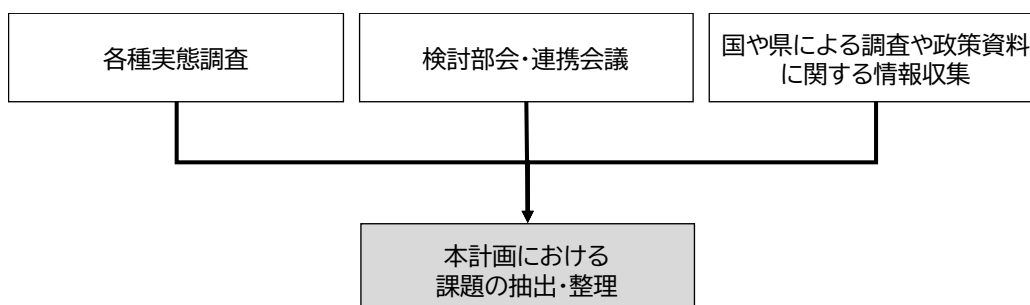 各種実態調査
検討部会・連携会議
国や県による調査や政策資料
に関する情報収集
本計画における
課題の抽出・整理